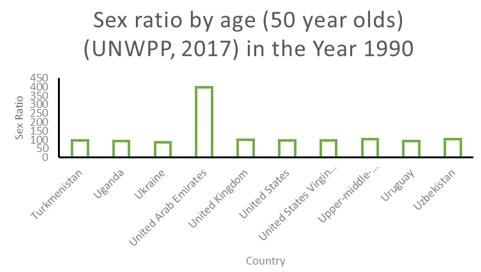 Sex ratio by age (50 year olds)
(UNWPP, 2017) in the Year 1990
450
400
350
300
250
200
150
100
50
0
Sex Ratio
Turkmenistan
Uganda
Ukraine
United Arab Emirates
United Kingdom
United States
United States Virgin...
Upper-middle-...
Uruguay
Uzbekistan
Country